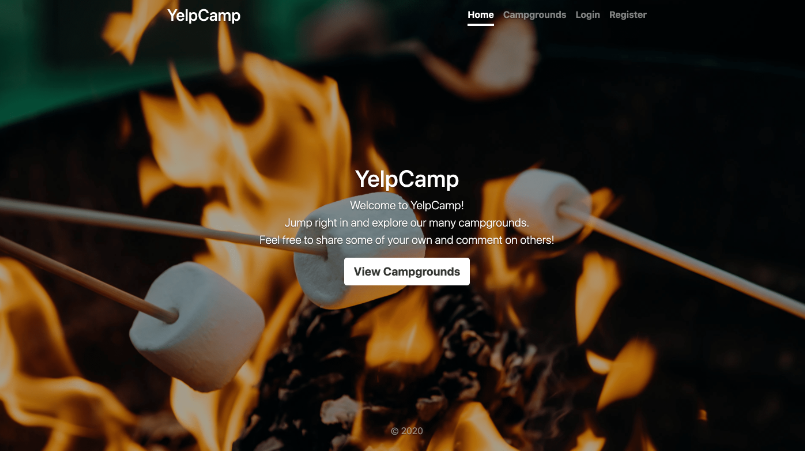 YelpCamp
Home Campgrounds Login Register
YelpCamp
Welcome to YelpCamp!
Jump right in and explore our many campgrounds.
Feel free to share some of your own and comment on others!
View Campgrounds
© 2020